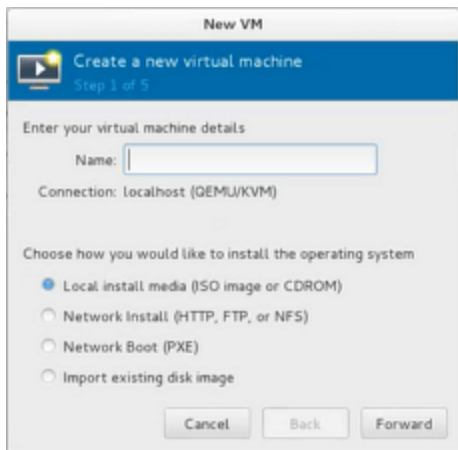 New VM
Create a new virtual machine
Step 1 of 5
Enter your virtual machine details
Name:
Connection: localhost (QEMU/KVM)
Choose how you would like to install the operating system
Local install media (ISO image or CDROM)
Network Install (HTTP, FTP, or NFS)
Network Boot (PXE)
Import existing disk image
Cancel Back Forward